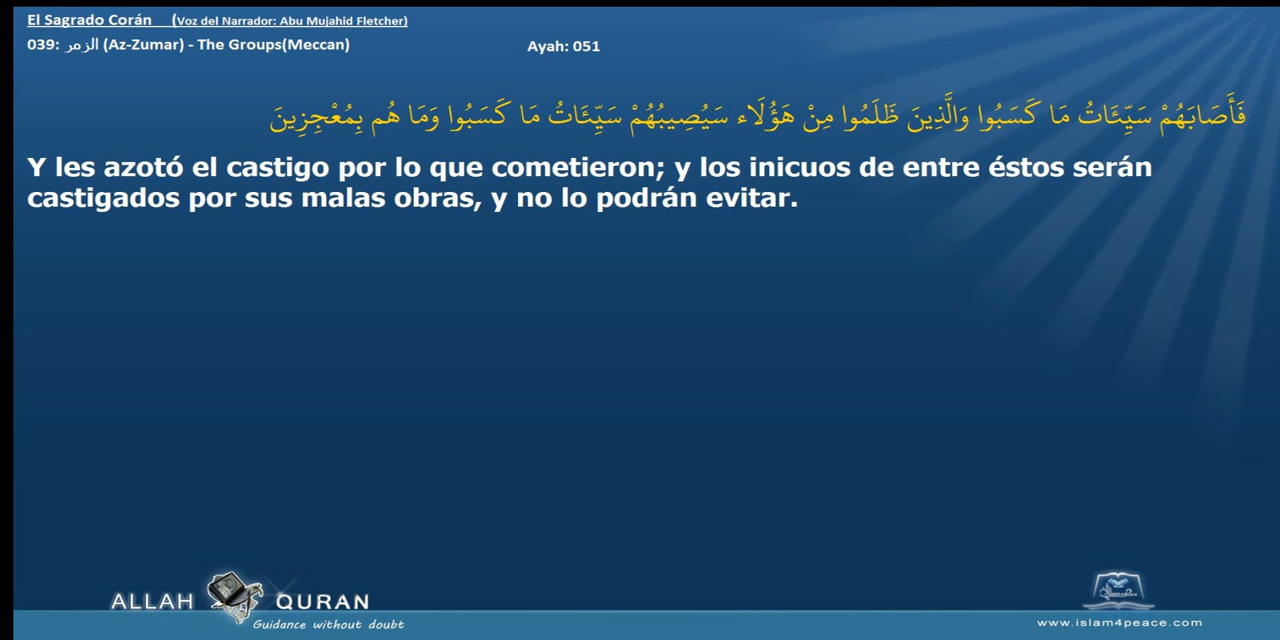 El Sagrado Corán (Voz del Narrador: Abu Mujahid Fletcher)
039: الزمر (Az-Zumar) - The Groups(Meccan) Ayah: 051
فَأَصَابَهُمْ سَيِّئَاتُ مَا كَسَبُوا وَالَّذِينَ ظَلَمُوا مِنْ هَؤُلَاء سَيُصِيبُهُمْ سَيِّئَاتُ مَا كَسَبُوا وَمَا هُم بِمُعْجِزِينَ
Y les azotó el castigo por lo que cometieron; y los inicuos de entre éstos serán
castigados por sus malas obras, y no lo podrán evitar.
ALLAH QURAN
Guidance without doubt
www.islam4peace.com